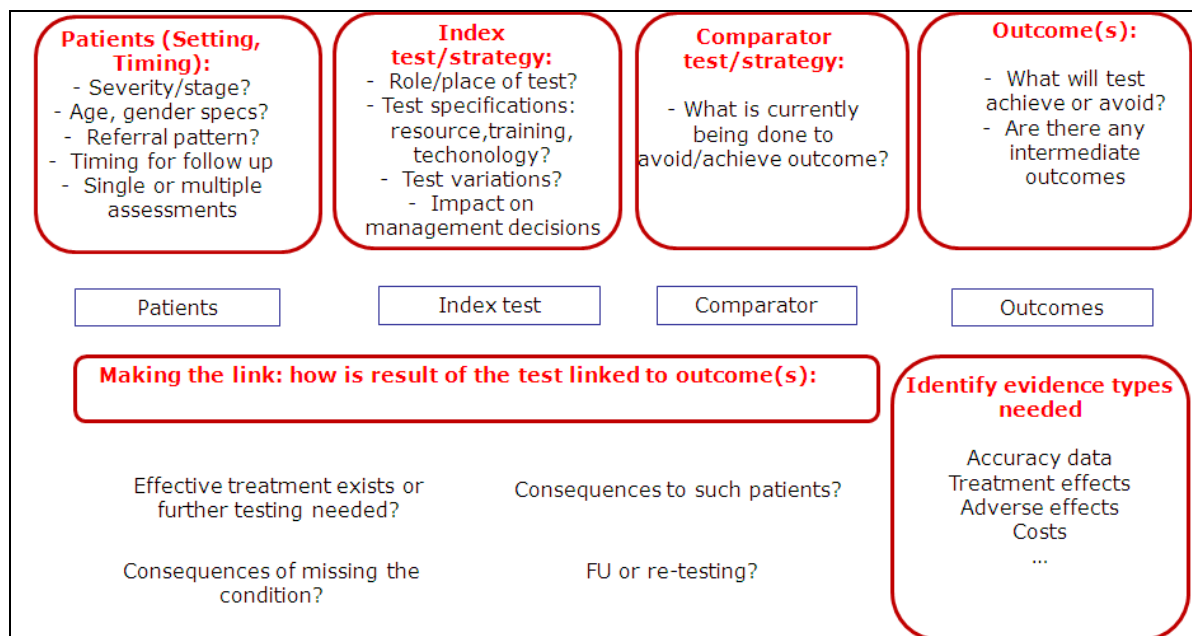 Patients (Setting,
Timing):
- Severity/stage?
- Age, gender specs?
- Referral pattern?
- Timing for follow up
- Single or multiple
assessments
Index
test/strategy:
- Role/place of test?
- Test specifications:
resource,training,
techonology?
- Test variations?
- Impact on
management decisions
Comparator
test/strategy:
- What is currently
being done to
avoid/achieve outcome?
Outcome(s):
- What will test
achieve or avoid?
- Are there any
intermediate
outcomes
Patients
Index test
Comparator
Outcomes
Making the link: how is result of the test linked to outcome(s):
Effective treatment exists or
further testing needed?
Consequences to such patients?
Consequences of missing the
condition?
FU or re-testing?
Identify evidence types
needed
Accuracy data
Treatment effects
Adverse effects
Costs
...